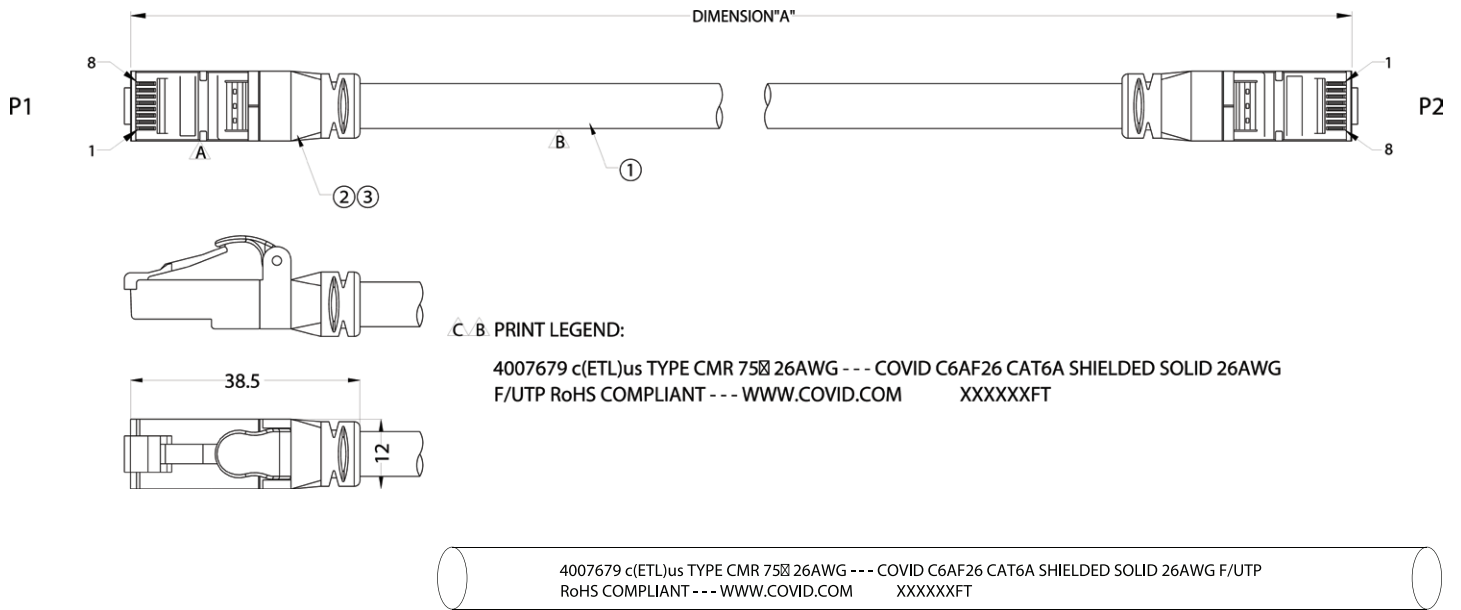 DIMENSION"A"
8
1
P1
P2
1
8
A
B
1
2 3
C B PRINT LEGEND:
4007679 c(ETL)us TYPE CMR 75☒ 26AWG --- COVID C6AF26 CAT6A SHIELDED SOLID 26AWG
F/UTP RoHS COMPLIANT --- WWW.COVID.COM XXXXXXFT
38.5
12
4007679 c(ETL)us TYPE CMR 75☒ 26AWG --- COVID C6AF26 CAT6A SHIELDED SOLID 26AWG F/UTP
RoHS COMPLIANT --- WWW.COVID.COM XXXXXXFT